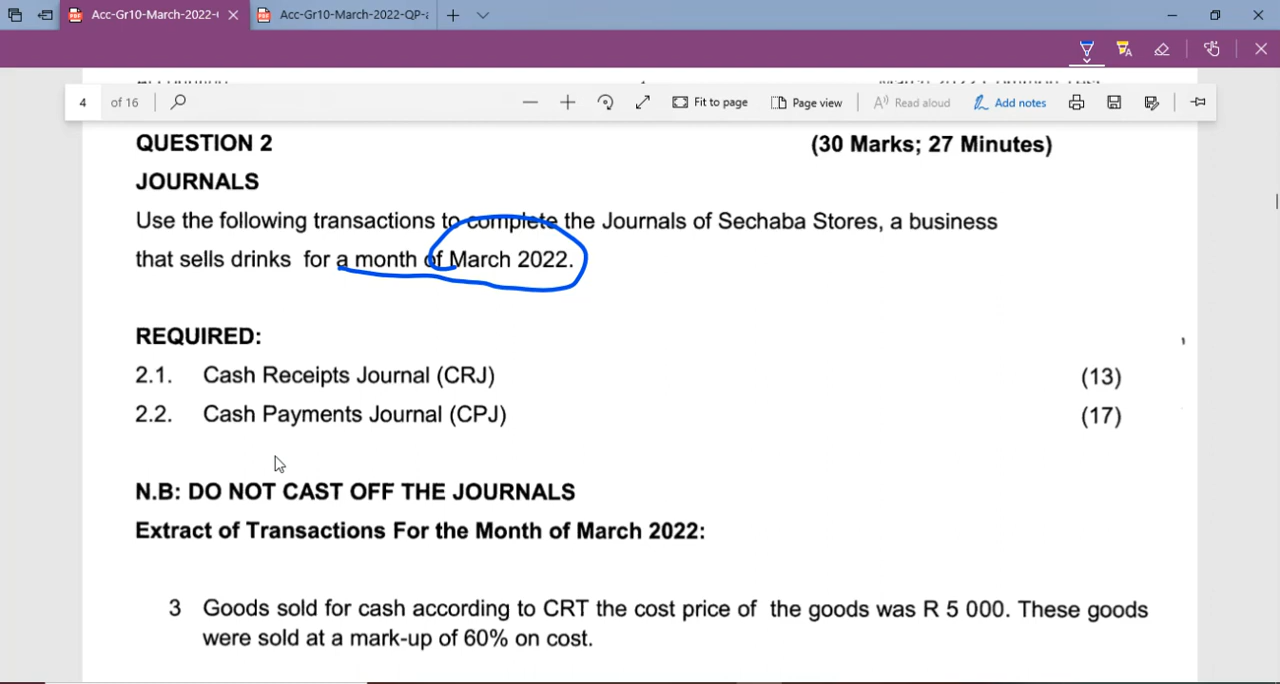 Acc-Gr10-March-2022-
Acc-Gr10-March-2022-QP-
4 of 16
Fit to page
Page view
Read aloud
Add notes
QUESTION 2 (30 Marks; 27 Minutes)
JOURNALS
Use the following transactions to complete the Journals of Sechaba Stores, a business
that sells drinks for a month of March 2022.
REQUIRED:
2.1. Cash Receipts Journal (CRJ) (13)
2.2. Cash Payments Journal (CPJ) (17)
N.B: DO NOT CAST OFF THE JOURNALS
Extract of Transactions For the Month of March 2022:
3 Goods sold for cash according to CRT the cost price of the goods was R 5 000. These goods
were sold at a mark-up of 60% on cost.